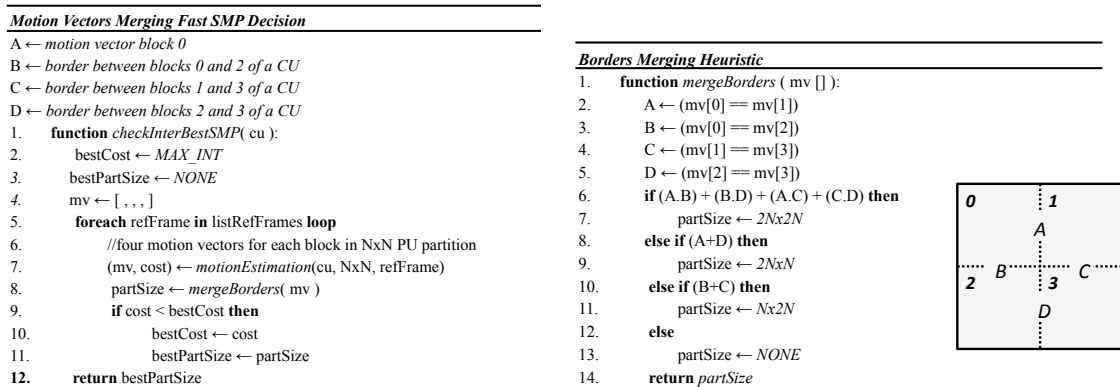 Motion Vectors Merging Fast SMP Decision
A ← motion vector block 0
B ← border between blocks 0 and 2 of a CU
C ← border between blocks 1 and 3 of a CU
D ← border between blocks 2 and 3 of a CU
1. function checkInterBestSMP( cu ):
2. bestCost ← MAX_INT
3. bestPartSize ← NONE
4. mv ← [ , , , ]
5. foreach refFrame in listRefFrames loop
6. //four motion vectors for each block in NxN PU partition
7. (mv, cost) ← motionEstimation(cu, NxN, refFrame)
8. partSize ← mergeBorders( mv )
9. if cost < bestCost then
10. bestCost ← cost
11. bestPartSize ← partSize
12. return bestPartSize
Borders Merging Heuristic
1. function mergeBorders ( mv [] ):
2. A ← (mv[0] == mv[1])
3. B ← (mv[0] == mv[2])
4. C ← (mv[1] == mv[3])
5. D ← (mv[2] == mv[3])
6. if (A.B) + (B.D) + (A.C) + (C.D) then
7. partSize ← 2Nx2N
8. else if (A+D) then
9. partSize ← 2NxN
10. else if (B+C) then
11. partSize ← Nx2N
12. else
13. partSize ← NONE
14. return partSize
0 1
A
B C
2 3
D